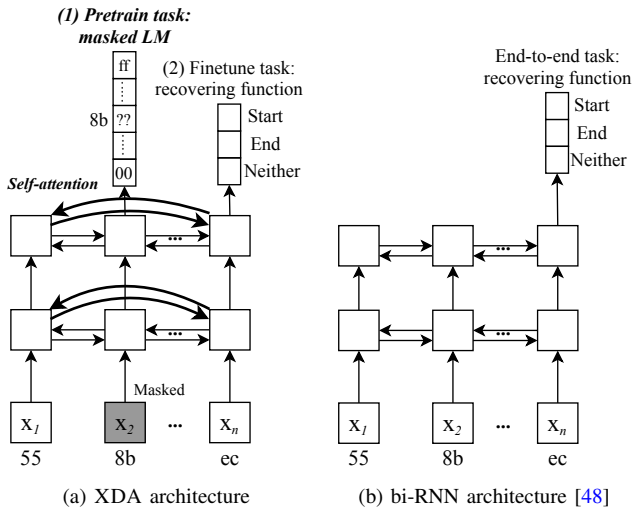 (1) Pretrain task:
masked LM
ff
8b
??
00
(2) Finetune task:
recovering function
Start
End
Neither
Self-attention
...
...
Masked
x1
x2
...
xn
55
8b
ec
(a) XDA architecture
End-to-end task:
recovering function
Start
End
Neither
...
...
x1
x2
...
xn
55
8b
ec
(b) bi-RNN architecture [48]